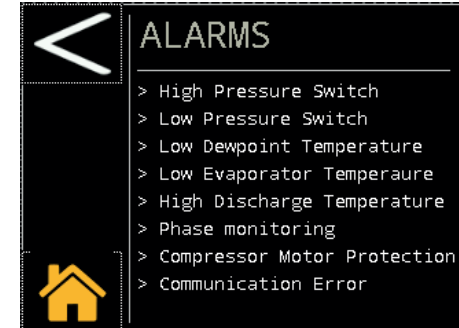 ALARMS
> High Pressure Switch
> Low Pressure Switch
> Low Dewpoint Temperature
> Low Evaporator Temperaure
> High Discharge Temperature
> Phase monitoring
> Compressor Motor Protection
> Communication Error